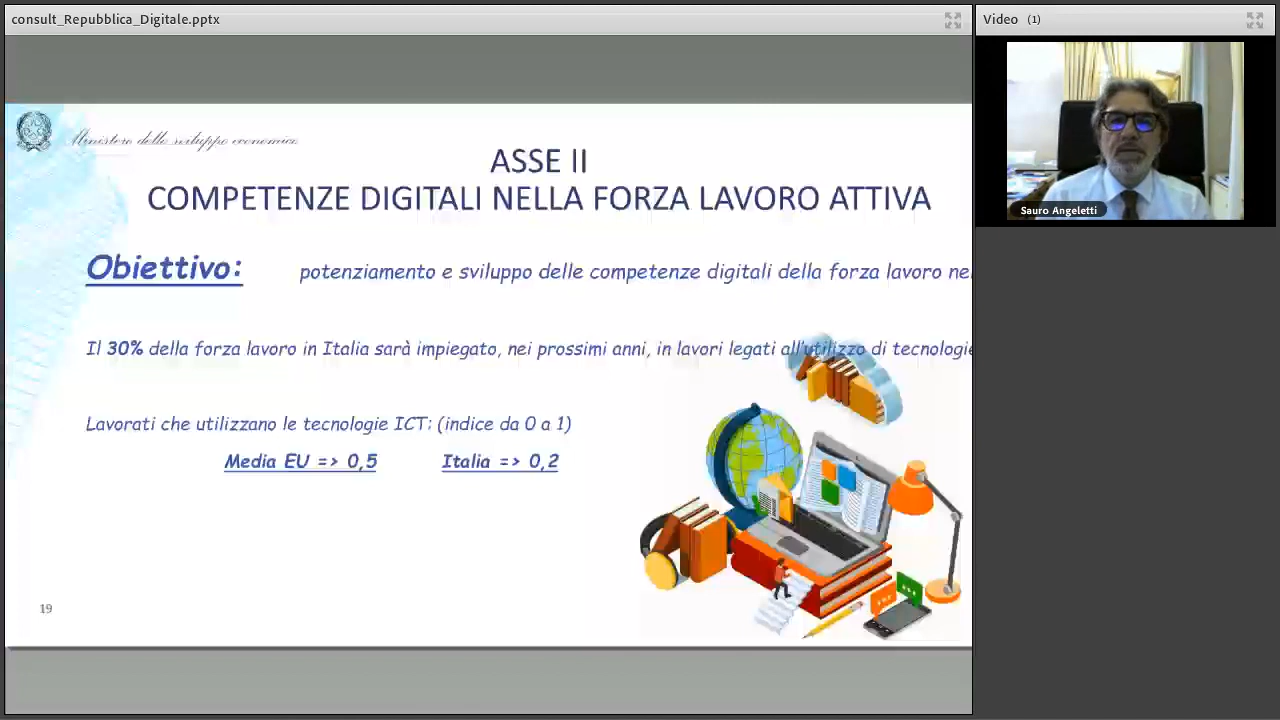 consult_Repubblica_Digitale.pptx
Video (1)
Ministero dello sviluppo economico
ASSE II
COMPETENZE DIGITALI NELLA FORZA LAVORO ATTIVA
Obiettivo: potenziamento e sviluppo delle competenze digitali della forza lavoro
Il 30% della forza lavoro in Italia sarà impiegato, nei prossimi anni, in lavori legati all'utilizzo di tecnologie
Lavorati che utilizzano le tecnologie ICT: (indice da 0 a 1)
Media EU => 0,5 Italia => 0,2
19
Sauro Angeletti